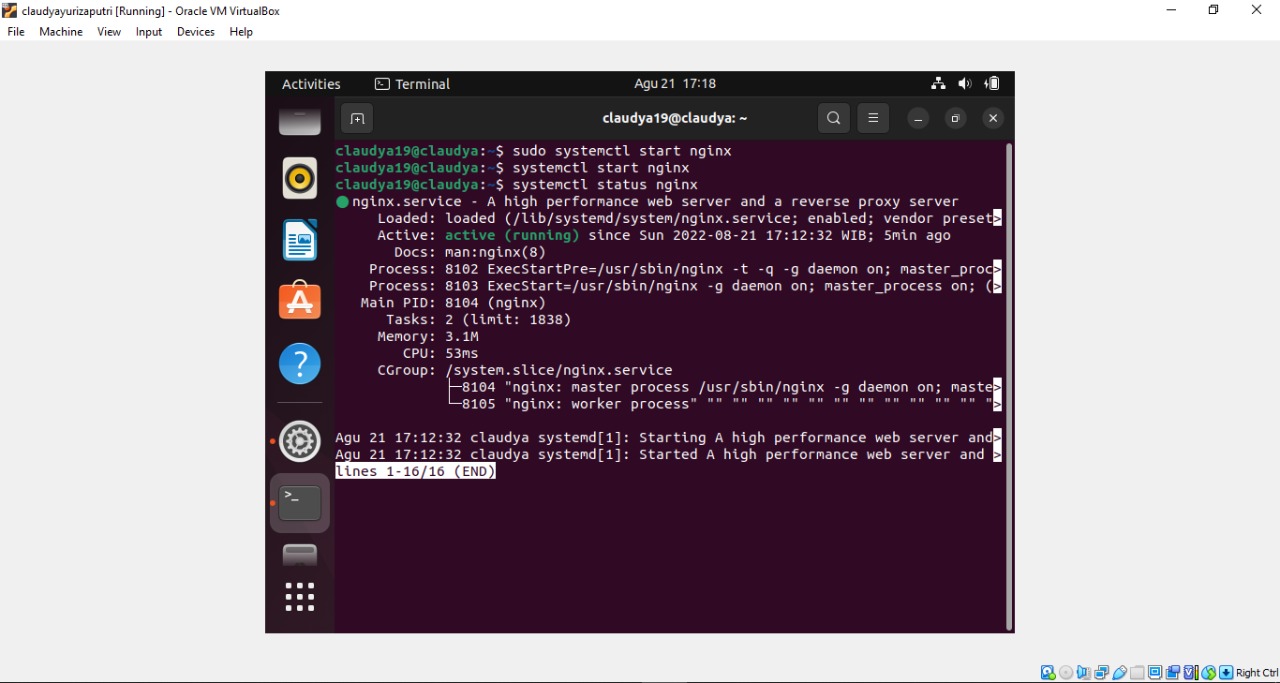 claudyayurizaputri [Running] - Oracle VM VirtualBox
File Machine View Input Devices Help
Activities Terminal Agu 21 17:18
claudya19@claudya: ~
claudya19@claudya:~$ sudo systemctl start nginx
claudya19@claudya:~$ systemctl start nginx
claudya19@claudya:~$ systemctl status nginx
● nginx.service - A high performance web server and a reverse proxy server
Loaded: loaded (/lib/systemd/system/nginx.service; enabled; vendor preset>
Active: active (running) since Sun 2022-08-21 17:12:32 WIB; 5min ago
Docs: man:nginx(8)
Process: 8102 ExecStartPre=/usr/sbin/nginx -t -q -g daemon on; master_proc>
Process: 8103 ExecStart=/usr/sbin/nginx -g daemon on; master_process on; (>
Main PID: 8104 (nginx)
Tasks: 2 (limit: 1838)
Memory: 3.1M
CPU: 53ms
CGroup: /system.slice/nginx.service
├─8104 "nginx: master process /usr/sbin/nginx -g daemon on; maste>
└─8105 "nginx: worker process" "" "" "" "" "" "" "" "" "" "" "" ">
Agu 21 17:12:32 claudya systemd[1]: Starting A high performance web server and>
Agu 21 17:12:32 claudya systemd[1]: Started A high performance web server and >
lines 1-16/16 (END)
Right Ctrl